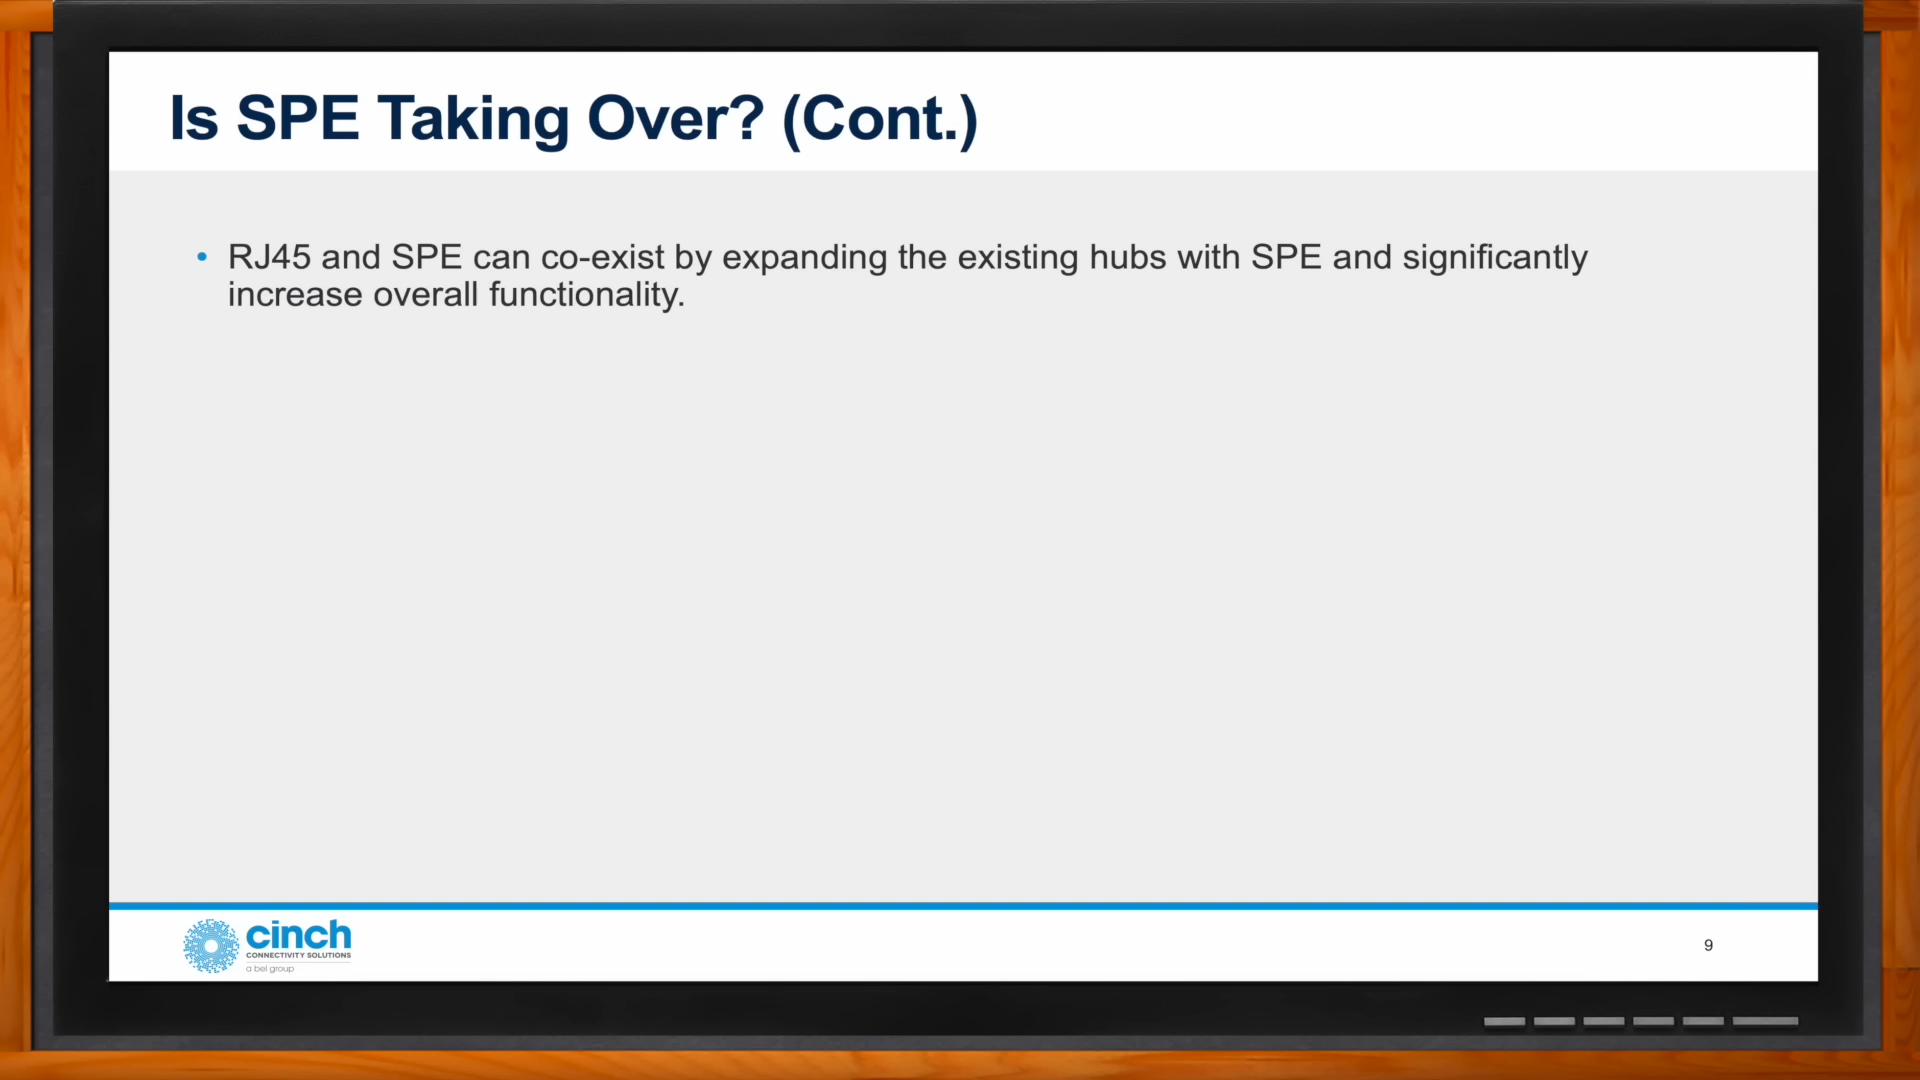 Is SPE Taking Over? (Cont.)
• RJ45 and SPE can co-exist by expanding the existing hubs with SPE and significantly
increase overall functionality.
cinch
CONNECTIVITY SOLUTIONS
a bel group
9